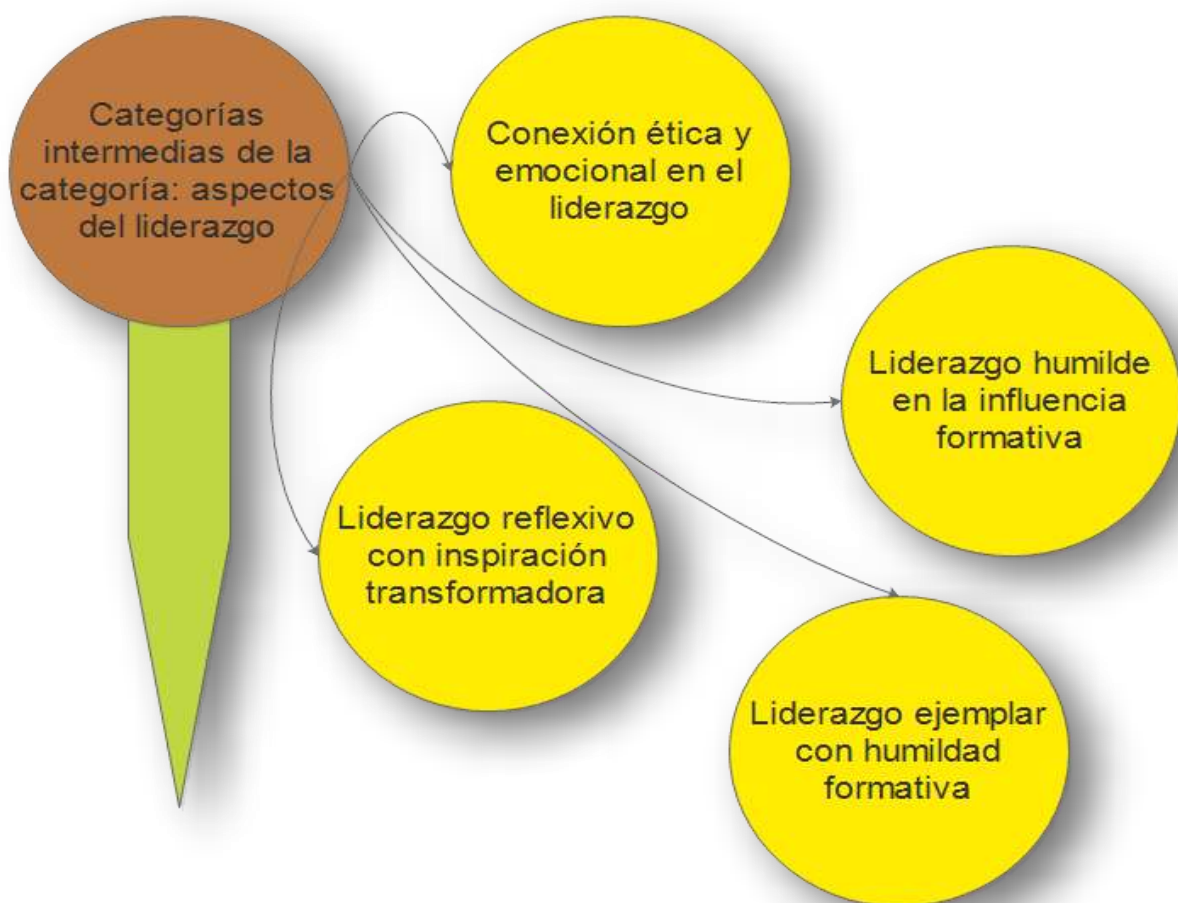 Categorías
intermedias de la
categoría: aspectos
del liderazgo
Conexión ética y
emocional en el
liderazgo
Liderazgo humilde
en la influencia
formativa
Liderazgo reflexivo
con inspiración
transformadora
Liderazgo ejemplar
con humildad
formativa